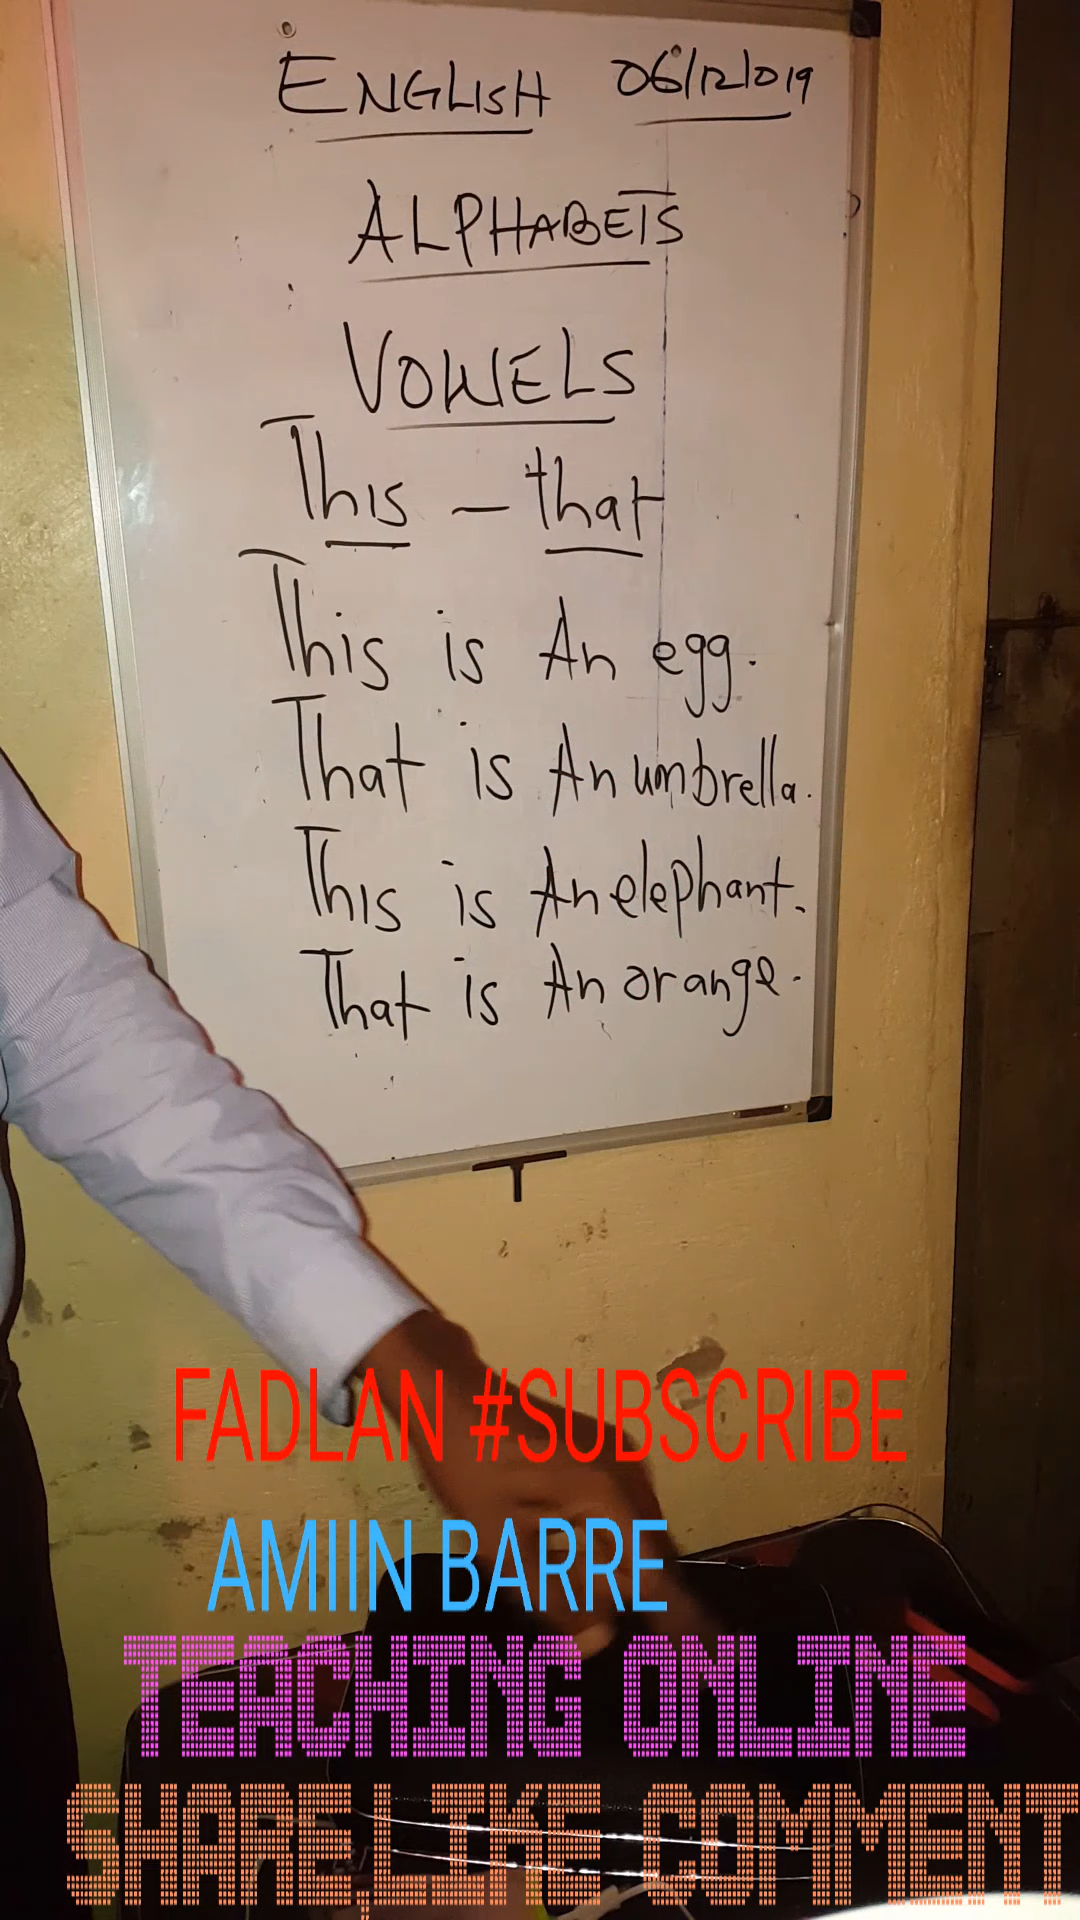 ENGLISH 06/12/019
ALPHABETS
VOWELS
This - that
This is An egg.
That is An umbrella.
This is An elephant.
That is An orange.
FADLAN #SUBSCRIBE
AMIIN BARRE
TEACHING ONLINE
SHARE,LIKE COMMENT